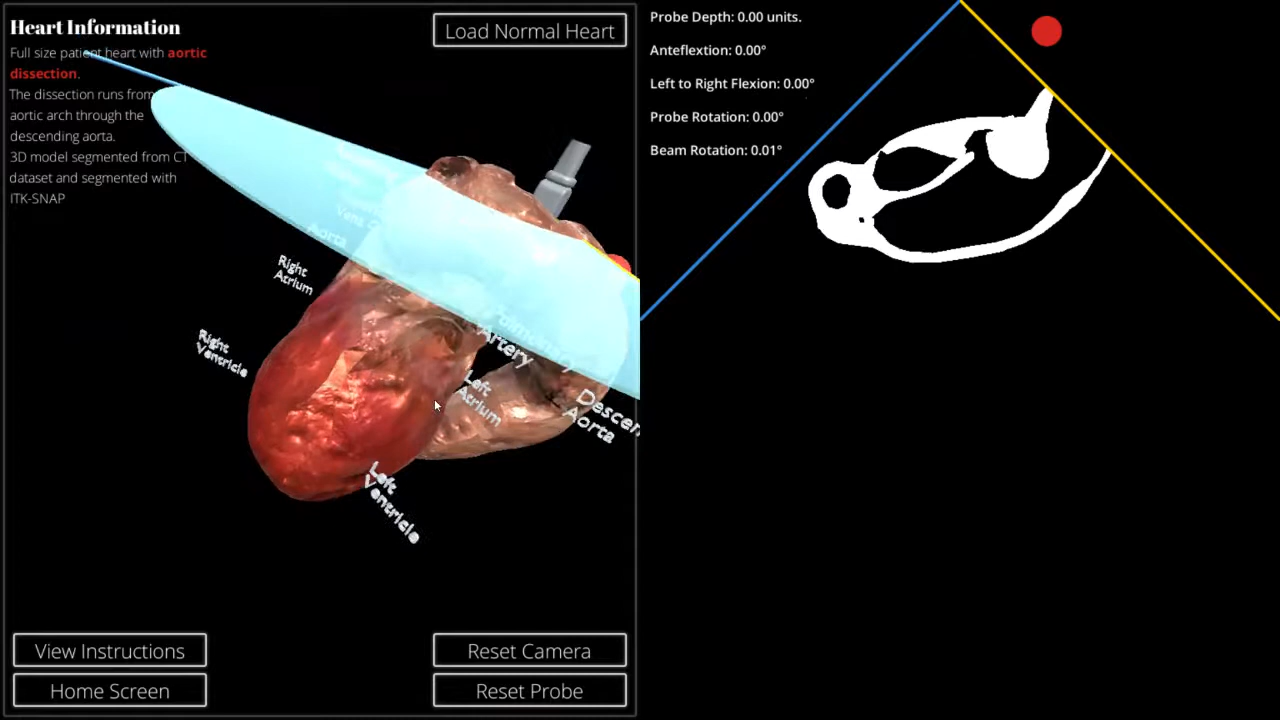 Heart Information
Full size patient heart with aortic
dissection.
The dissection runs from
aortic arch through the
descending aorta.
3D model segmented from CT
dataset and segmented with
ITK-SNAP
Load Normal Heart
Aorta
Right
Atrium
Right
Ventricle
Pulmonary
Artery
Left
Atrium
Aorta
Left
Ventricle
View Instructions
Reset Camera
Home Screen
Reset Probe
Probe Depth: 0.00 units.
Anteflextion: 0.00°
Left to Right Flexion: 0.00°
Probe Rotation: 0.00°
Beam Rotation: 0.01°